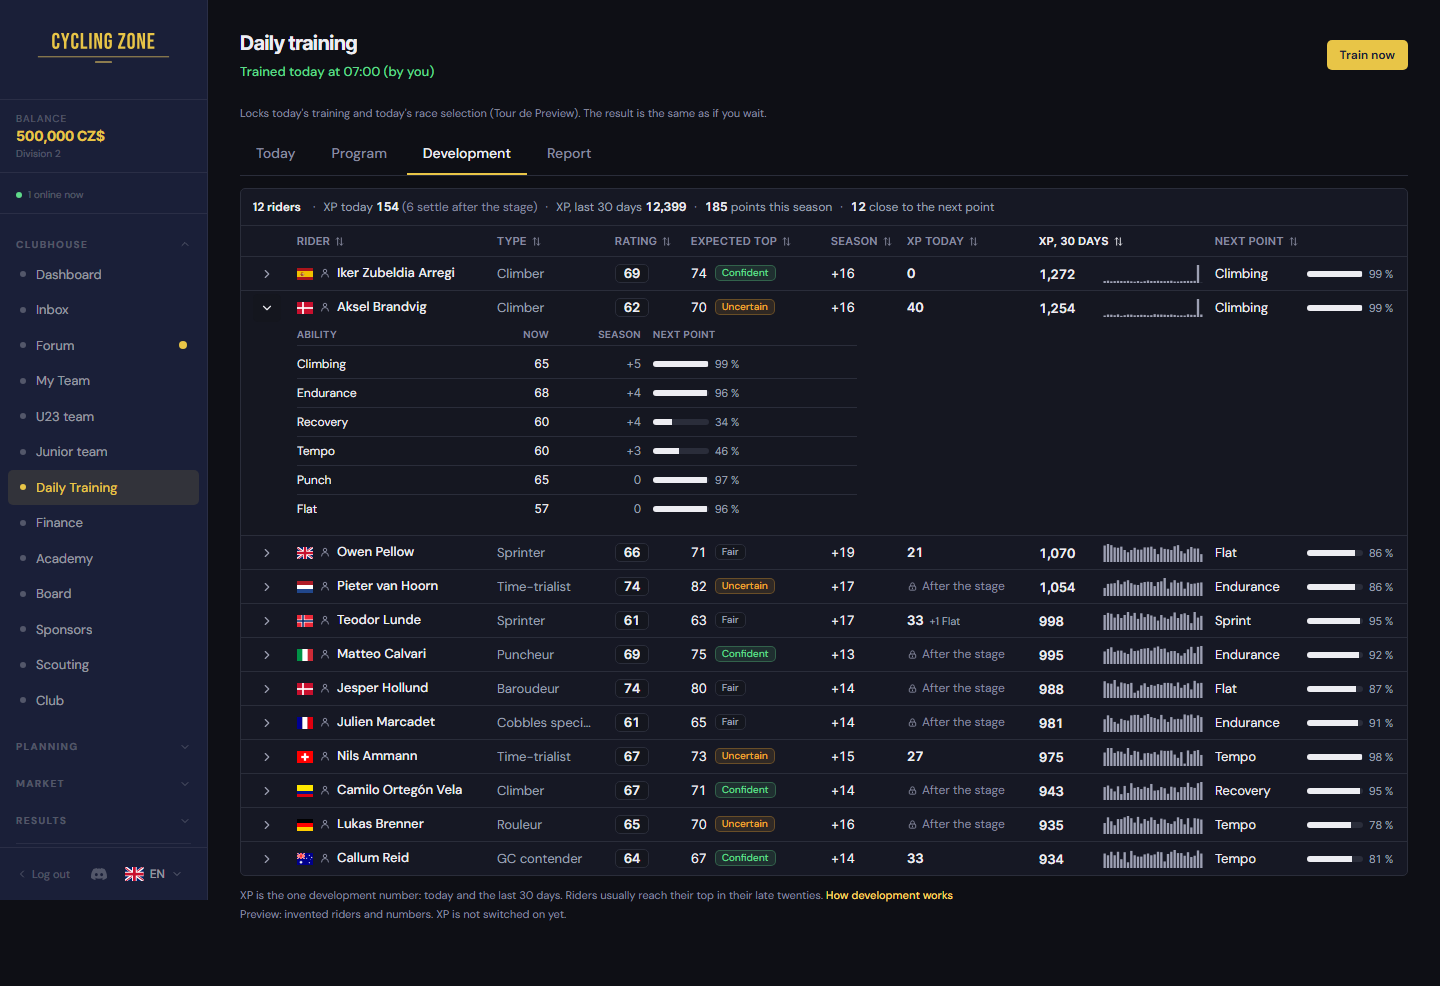 CYCLING ZONE
BALANCE
500,000 CZ$
Division 2
1 online now
CLUBHOUSE
Dashboard
Inbox
Forum
My Team
U23 team
Junior team
Daily Training
Finance
Academy
Board
Sponsors
Scouting
Club
PLANNING
MARKET
RESULTS
Log out EN
Daily training
Trained today at 07:00 (by you)
Train now
Locks today's training and today's race selection (Tour de Preview). The result is the same as if you wait.
Today Program Development Report
12 riders · XP today 154 (6 settle after the stage) · XP, last 30 days 12,399 · 185 points this season · 12 close to the next point
RIDER TYPE RATING EXPECTED TOP SEASON XP TODAY XP, 30 DAYS NEXT POINT
Iker Zubeldia Arregi Climber 69 74 Confident +16 0 1,272 Climbing 99 %
Aksel Brandvig Climber 62 70 Uncertain +16 40 1,254 Climbing 99 %
ABILITY NOW SEASON NEXT POINT
Climbing 65 +5 99 %
Endurance 68 +4 96 %
Recovery 60 +4 34 %
Tempo 60 +3 46 %
Punch 65 0 97 %
Flat 57 0 96 %
Owen Pellow Sprinter 66 71 Fair +19 21 1,070 Flat 86 %
Pieter van Hoorn Time-trialist 74 82 Uncertain +17 After the stage 1,054 Endurance 86 %
Teodor Lunde Sprinter 61 63 Fair +17 33 +1 Flat 998 Sprint 95 %
Matteo Calvari Puncheur 69 75 Confident +13 After the stage 995 Endurance 92 %
Jesper Hollund Baroudeur 74 80 Fair +14 After the stage 988 Flat 87 %
Julien Marcadet Cobbles speci... 61 65 Fair +14 After the stage 981 Endurance 91 %
Nils Ammann Time-trialist 67 73 Uncertain +15 27 975 Tempo 98 %
Camilo Ortegón Vela Climber 67 71 Confident +14 After the stage 943 Recovery 95 %
Lukas Brenner Rouleur 65 70 Uncertain +16 After the stage 935 Tempo 78 %
Callum Reid GC contender 64 67 Confident +14 33 934 Tempo 81 %
XP is the one development number: today and the last 30 days. Riders usually reach their top in their late twenties. How development works
Preview: invented riders and numbers. XP is not switched on yet.